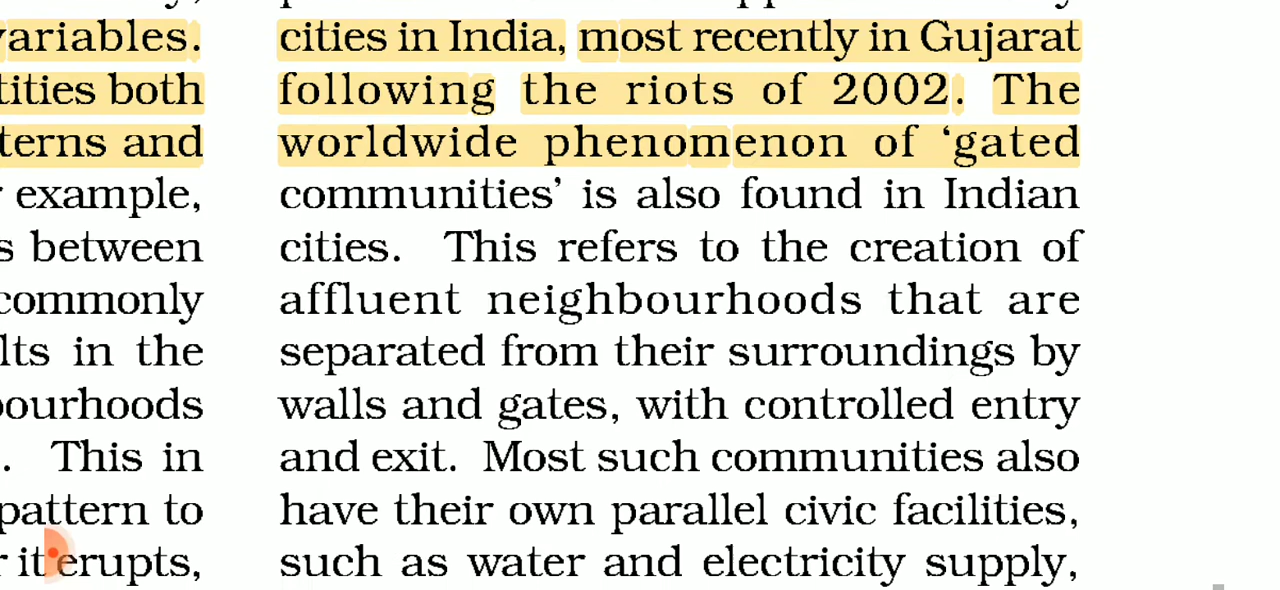 variables.
tities both
terns and
example,
s between
commonly
lts in the
bourhoods
. This in
pattern to
it erupts,
cities in India, most recently in Gujarat
following the riots of 2002. The
worldwide phenomenon of ‘gated
communities’ is also found in Indian
cities. This refers to the creation of
affluent neighbourhoods that are
separated from their surroundings by
walls and gates, with controlled entry
and exit. Most such communities also
have their own parallel civic facilities,
such as water and electricity supply,